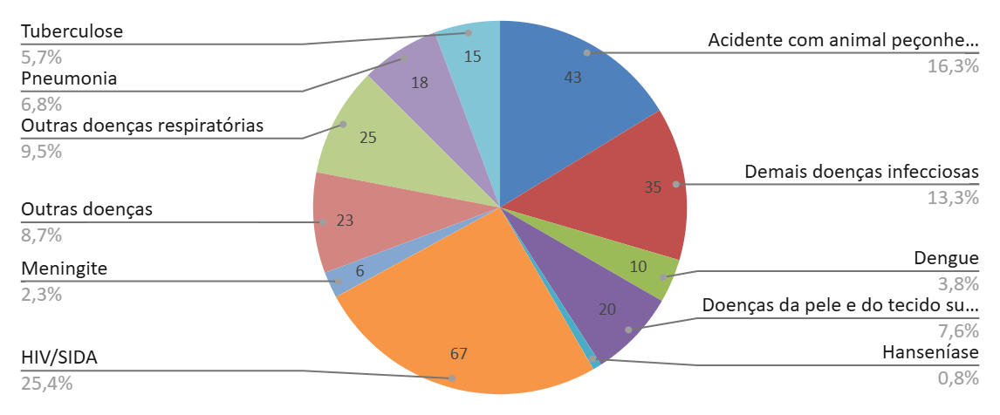 Tuberculose
5,7%
Pneumonia
6,8%
Outras doenças respiratórias
9,5%
Outras doenças
8,7%
Meningite
2,3%
HIV/SIDA
25,4%
15
18
25
23
6
67
43
35
10
20
Acidente com animal peçonhe...
16,3%
Demais doenças infecciosas
13,3%
Dengue
3,8%
Doenças da pele e do tecido su...
7,6%
Hanseníase
0,8%